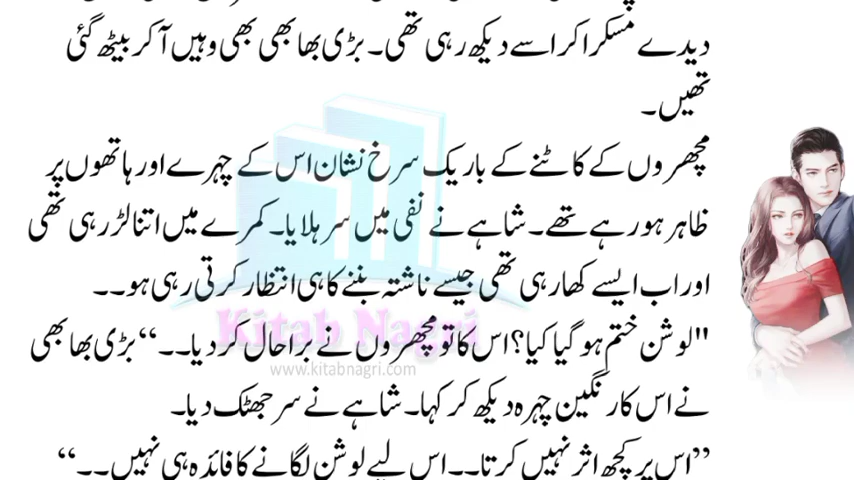 دیدے مسکرا کر اسے دیکھ رہی تھی۔ بڑی بھابھی بھی وہیں آ کر بیٹھ گئی
تھیں۔
مچھروں کے کاٹنے کے باریک سرخ نشان اس کے چہرے اور ہاتھوں پر
ظاہر ہو رہے تھے۔ شاہے نے نفی میں سر ہلایا۔ کمرے میں اتنا لڑ رہی تھی
اور اب ایسے کھا رہی تھی جیسے ناشتہ بننے کا ہی انتظار کرتی رہی ہو۔۔
"لوشن ختم ہو گیا کیا؟ اس کا تو مچھروں نے برا حال کر دیا۔۔“ بڑی بھابھی
Kitab Nagri
www.kitabnagri.com
نے اس کا رنگین چہرہ دیکھ کر کہا۔ شاہے نے سر جھٹک دیا۔
”اس پر کچھ اثر نہیں کرتا۔۔ اس لیے لوشن لگانے کا فائدہ ہی نہیں۔۔“